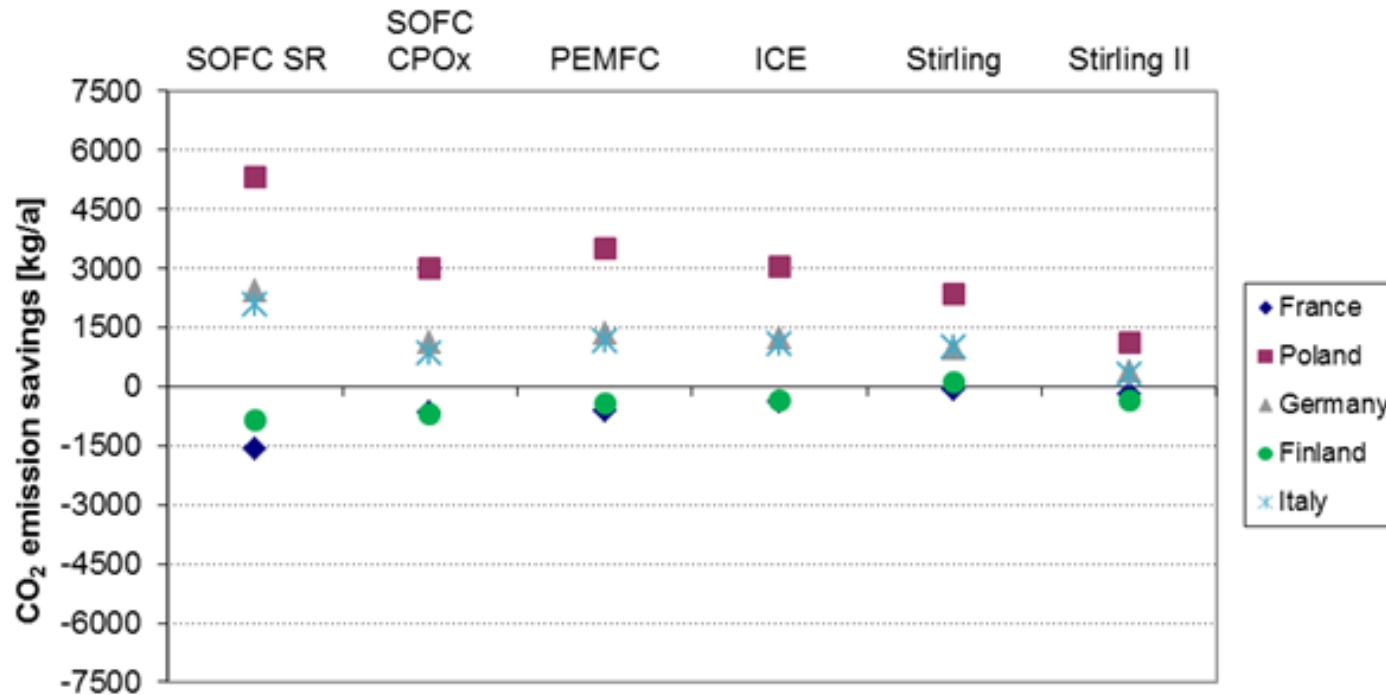 SOFC SR
SOFC
CPOx
PEMFC
ICE
Stirling
Stirling II
7500
6000
4500
3000
1500
0
-1500
-3000
-4500
-6000
-7500
CO₂ emission savings [kg/a]
France
Poland
Germany
Finland
Italy